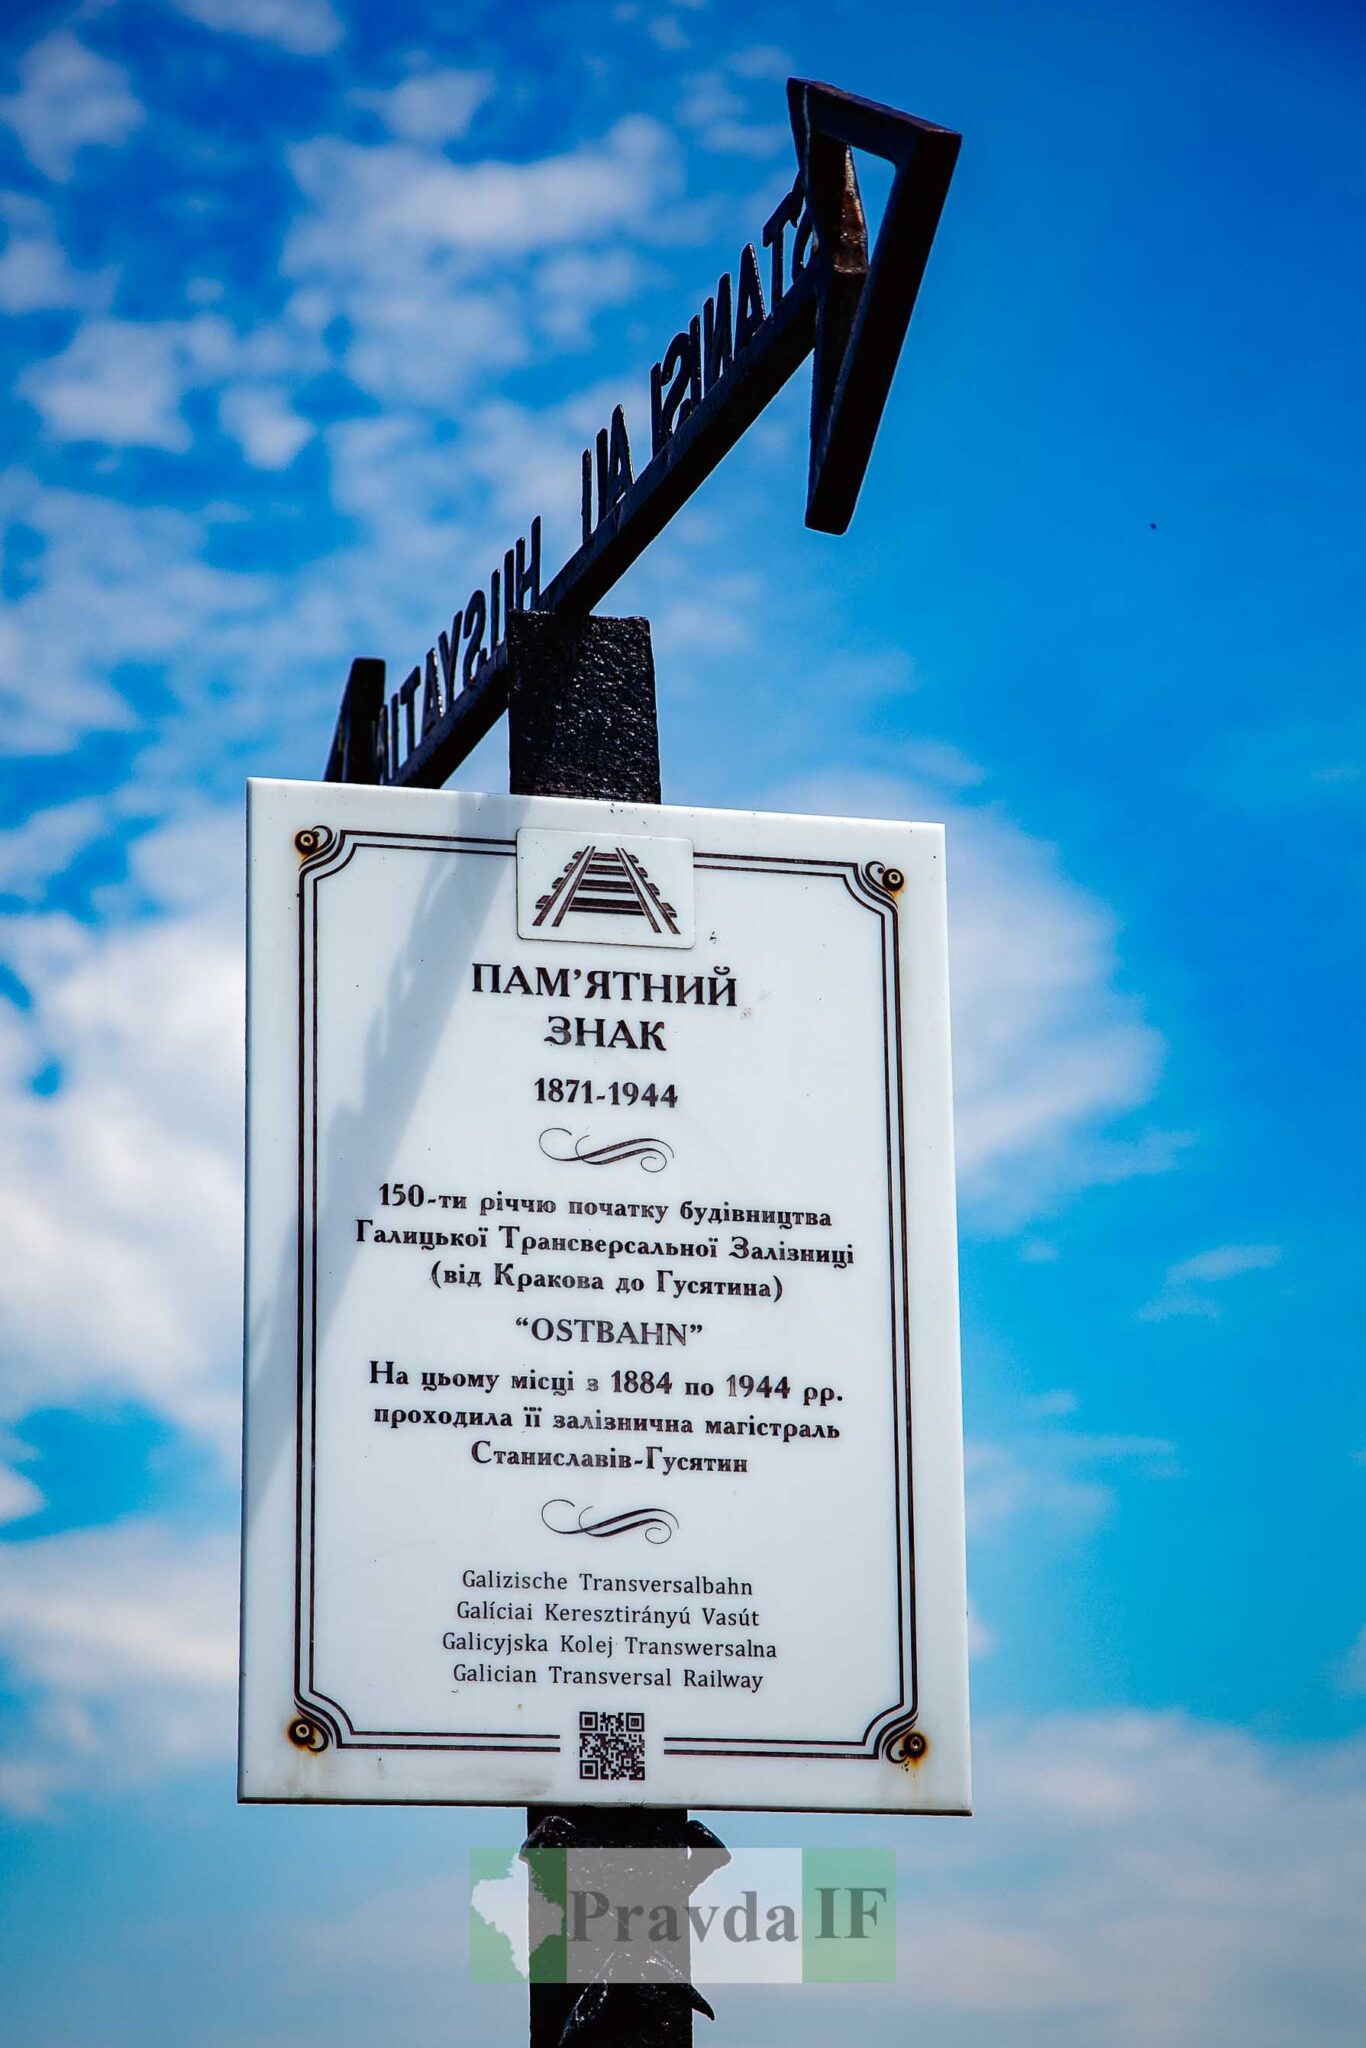 STANISLAU HUSYATIN
ПАМ’ЯТНИЙ
ЗНАК
1871-1944
150-ти річчю початку будівництва
Галицької Трансверсальної Залізниці
(від Кракова до Гусятина)
“OSTBAHN”
На цьому місці з 1884 по 1944 рр.
проходила її залізнична магістраль
Станиславів-Гусятин
Galizische Transversalbahn
Galíciai Keresztirányú Vasút
Galicyjska Kolej Transwersalna
Galician Transversal Railway
Pravda IF